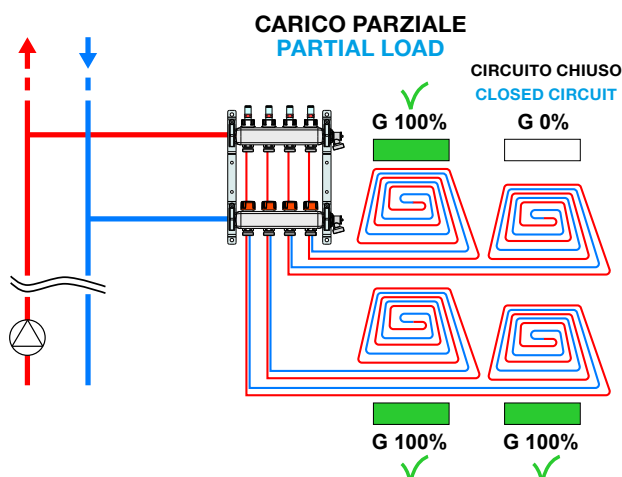 CARICO PARZIALE
PARTIAL LOAD
CIRCUITO CHIUSO
CLOSED CIRCUIT
G 100%
G 0%
G 100%
G 100%